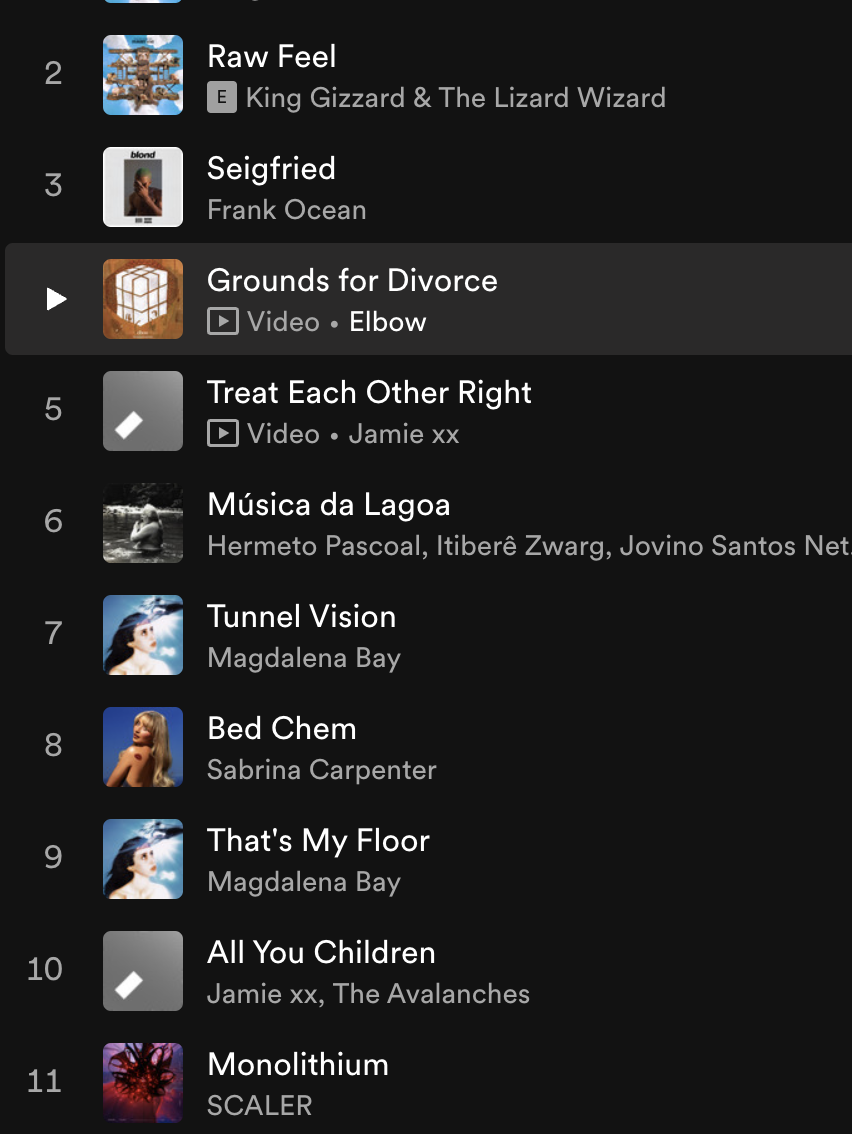 2
Raw Feel
E King Gizzard & The Lizard Wizard
blond
3
Seigfried
Frank Ocean
Grounds for Divorce
Video • Elbow
5
Treat Each Other Right
Video • Jamie xx
6
Música da Lagoa
Hermeto Pascoal, Itiberê Zwarg, Jovino Santos Net.
7
Tunnel Vision
Magdalena Bay
8
Bed Chem
Sabrina Carpenter
9
That's My Floor
Magdalena Bay
10
All You Children
Jamie xx, The Avalanches
11
Monolithium
SCALER